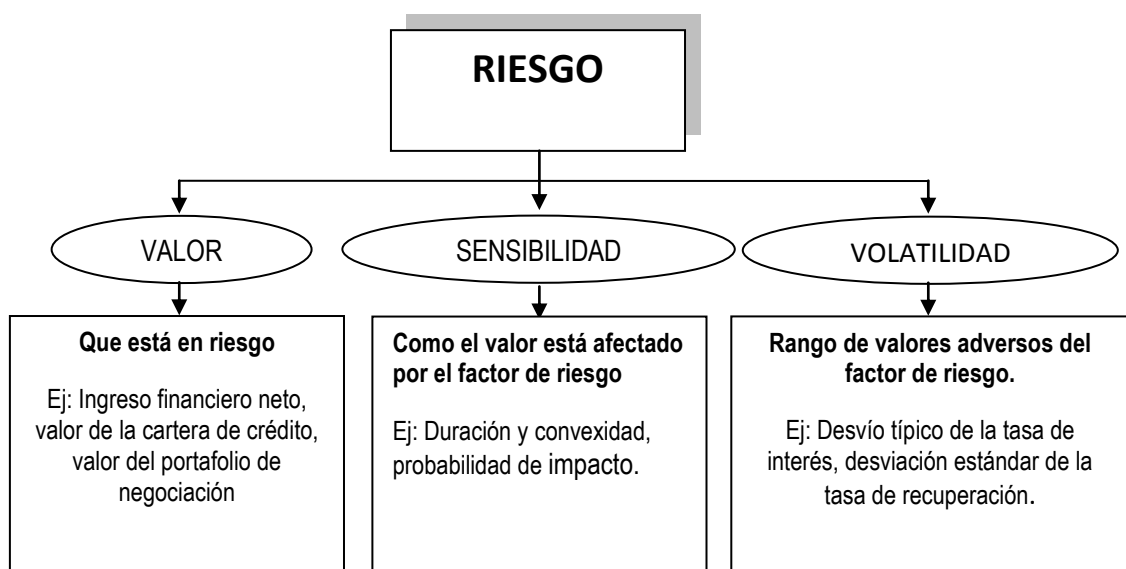 RIESGO
VALOR
SENSIBILIDAD
VOLATILIDAD
Que está en riesgo
Ej: Ingreso financiero neto,
valor de la cartera de crédito,
valor del portafolio de
negociación
Como el valor está afectado
por el factor de riesgo
Ej: Duración y convexidad,
probabilidad de impacto.
Rango de valores adversos del
factor de riesgo.
Ej: Desvío típico de la tasa de
interés, desviación estándar de la
tasa de recuperación.